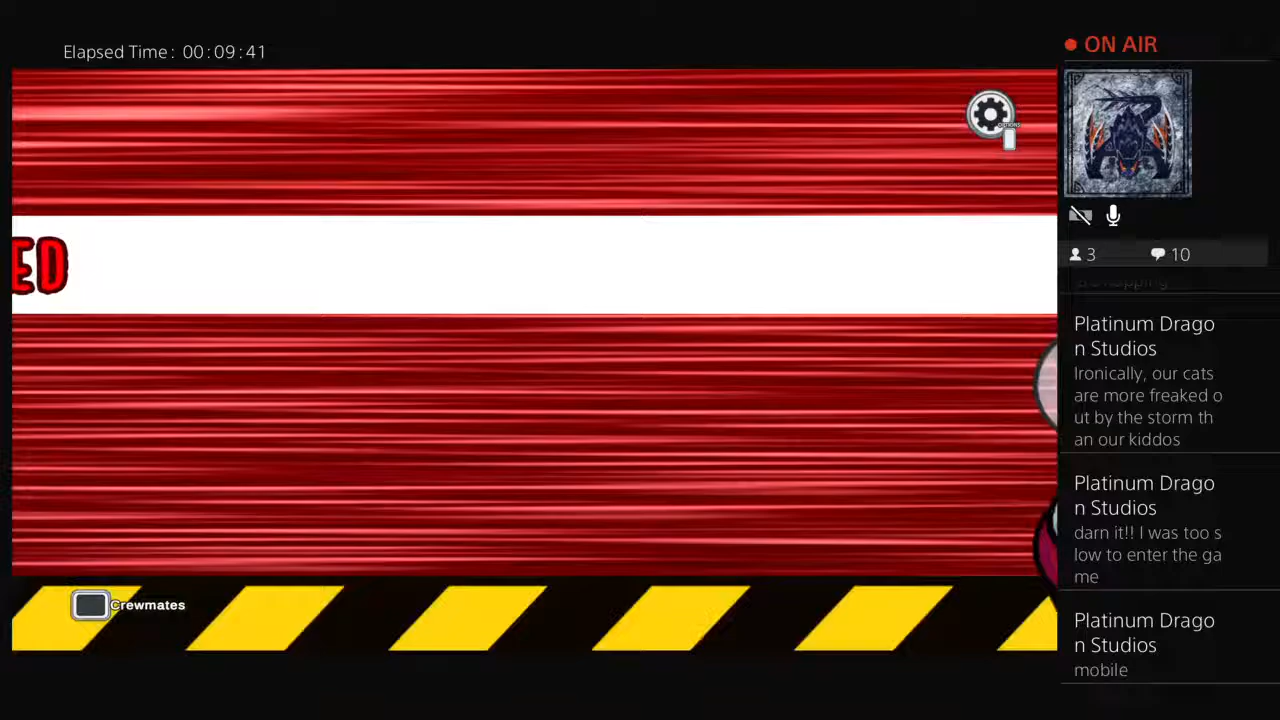 Elapsed Time: 00:09:41
ON AIR
OPTIONS
ED
3 10
Platinum Drago
n Studios
Ironically, our cats
are more freaked o
ut by the storm th
an our kiddos
Platinum Drago
n Studios
darn it!! I was too s
low to enter the ga
me
Crewmates
Platinum Drago
n Studios
mobile